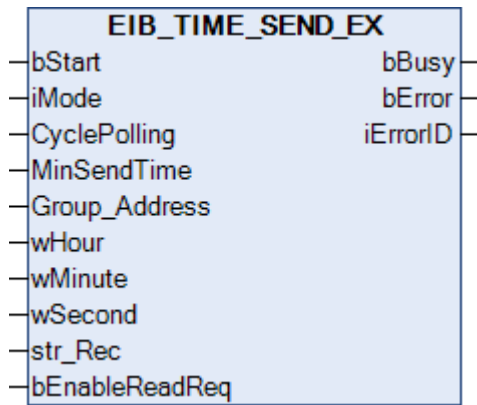 EIB_TIME_SEND_EX
bStart bBusy
iMode bError
CyclePolling iErrorID
MinSendTime
Group_Address
wHour
wMinute
wSecond
str_Rec
bEnableReadReq